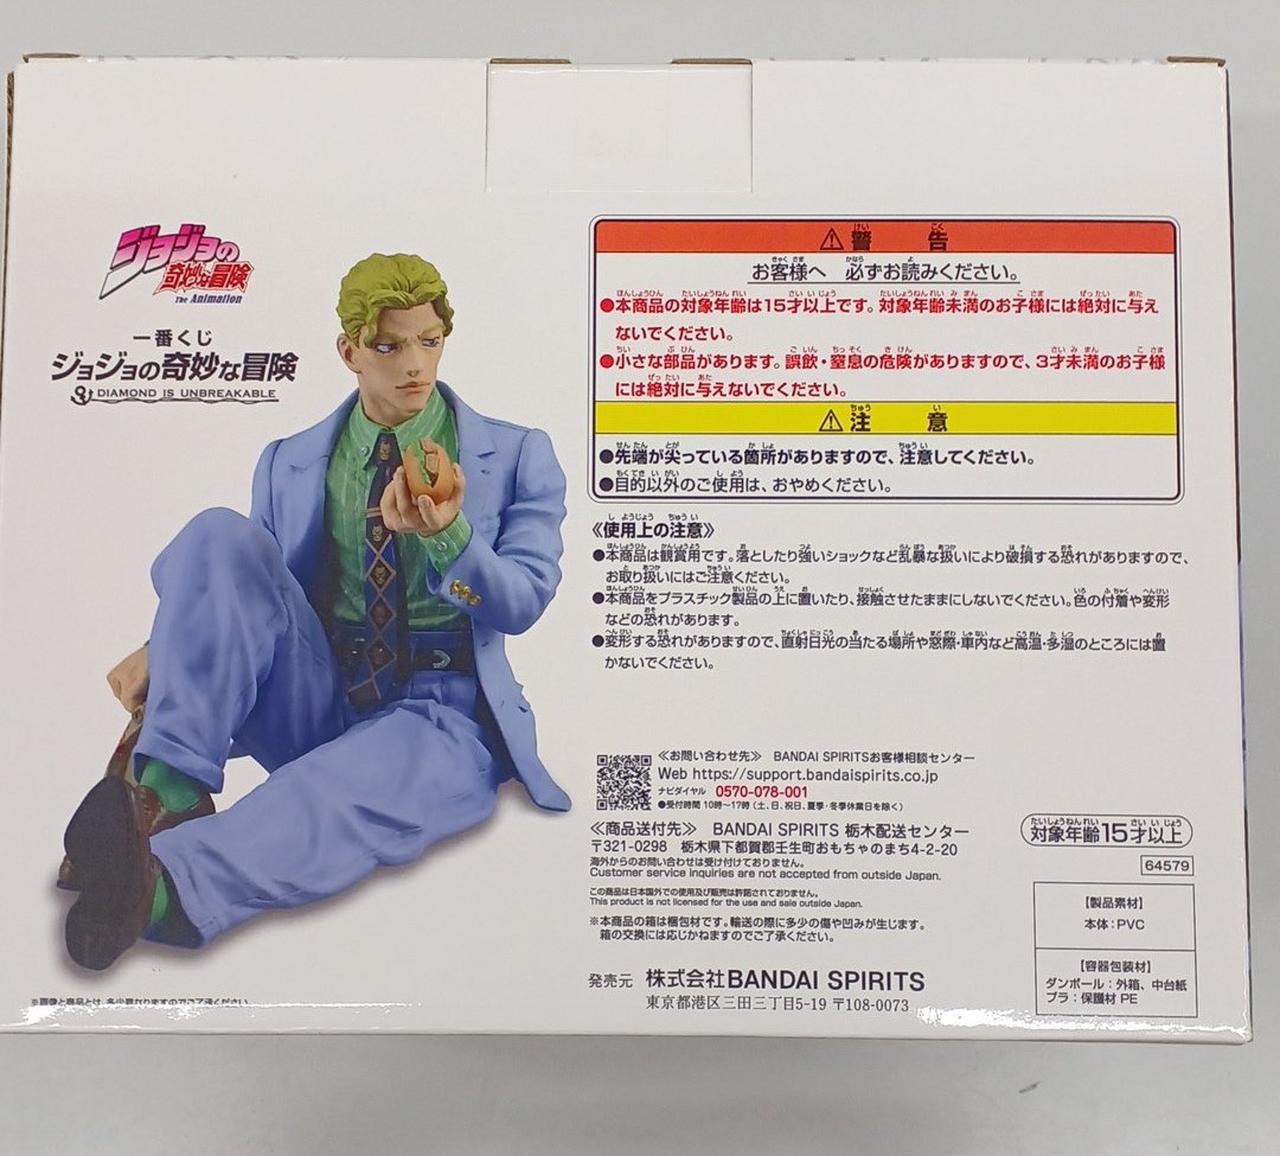 ジョジョの
奇妙な冒険
The Animation
一番くじ
ジョジョの奇妙な冒険
DIAMOND IS UNBREAKABLE
※画像と商品とは、多少異なりますのでご了承ください。
⚠警告
お客様へ 必ずお読みください。
●本商品の対象年齢は15才以上です。対象年齢未満のお子様には絶対に与え
ないでください。
●小さな部品があります。誤飲・窒息の危険がありますので、3才未満のお子様
には絶対に与えないでください。
⚠注意
●先端が尖っている箇所がありますので、注意してください。
●目的以外のご使用は、おやめください。
《使用上の注意》
●本商品は観賞用です。落としたり強いショックなど乱暴な扱いにより破損する恐れがありますので、
お取り扱いにはご注意ください。
●本商品をプラスチック製品の上に置いたり、接触させたままにしないでください。色の付着や変形
などの恐れがあります。
●変形する恐れがありますので、直射日光の当たる場所や窓際・車内など高温・多湿のところには置
かないでください。
《お問い合わせ先》 BANDAI SPIRITSお客様相談センター
Web https://support.bandaispirits.co.jp
ナビダイヤル 0570-078-001
●受付時間 10時～17時（土、日、祝日、夏季・冬季休業日を除く）
《商品送付先》 BANDAI SPIRITS 栃木配送センター
〒321-0298 栃木県下都賀郡壬生町おもちゃのまち4-2-20
海外からのお問い合わせは受け付けておりません。
Customer service inquiries are not accepted from outside Japan.
この商品は日本国外での使用及び販売は許諾されておりません。
This product is not licensed for the use and sale outside Japan.
※本商品の箱は梱包材です。輸送の際に多少の傷や凹みが生じます。
箱の交換には応じかねますのでご了承ください。
発売元 株式会社BANDAI SPIRITS
東京都港区三田三丁目5-19 〒108-0073
対象年齢15才以上
64579
【製品素材】
本体：PVC
【容器包装材】
ダンボール：外箱、中台紙
プラ：保護材 PE